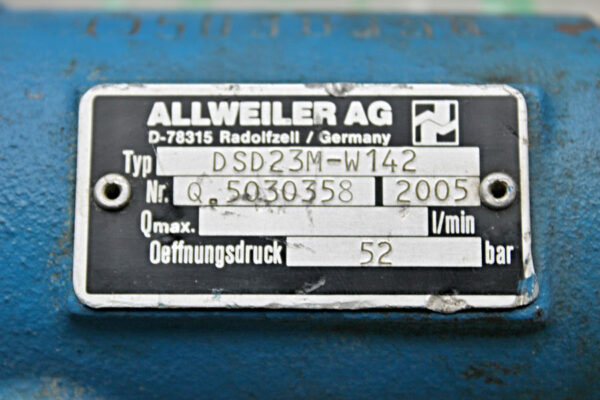 ALLWEILER AG
D-78315 Radolfzell / Germany
Typ DSD23M-W142
Nr. Q.5030358 2005
Qmax. l/min
Oeffnungsdruck 52 bar